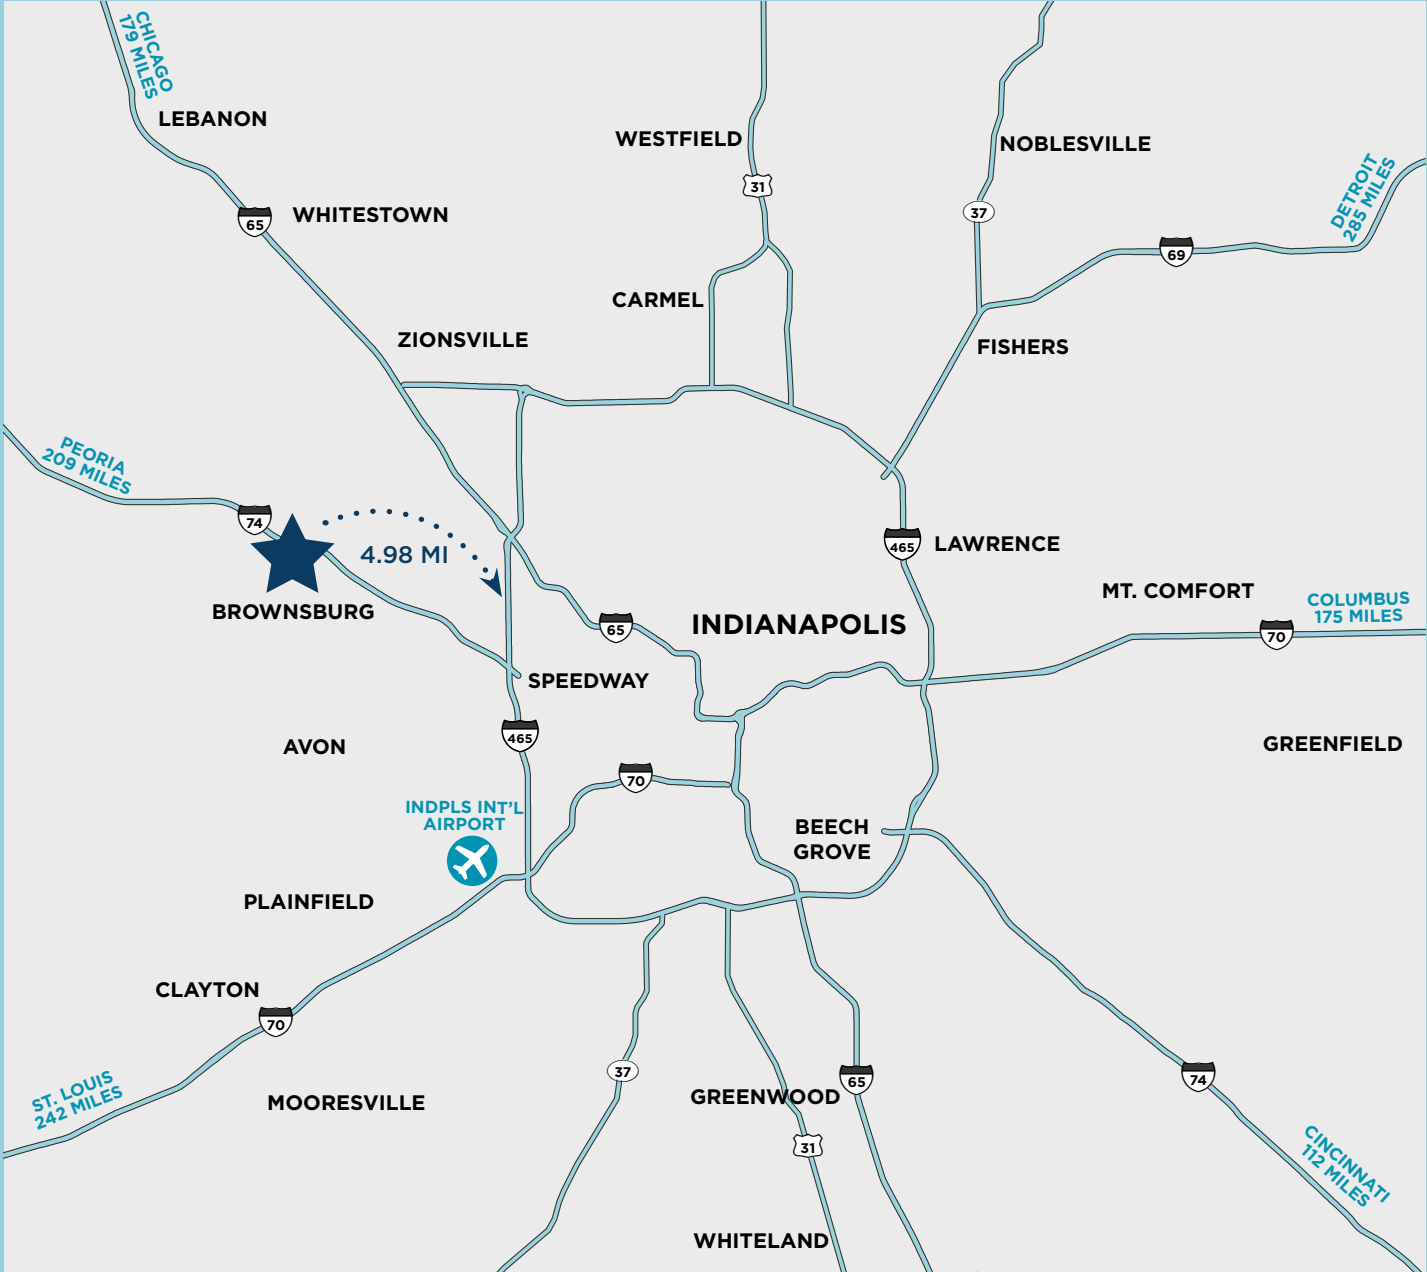 CHICAGO
179 MILES
LEBANON
WESTFIELD
NOBLESVILLE
DETROIT
285 MILES
31
37
WHITESTOWN
65
69
CARMEL
ZIONSVILLE
FISHERS
PEORIA
209 MILES
74
4.98 MI
465
LAWRENCE
BROWNSBURG
MT. COMFORT
COLUMBUS
175 MILES
65
INDIANAPOLIS
70
SPEEDWAY
465
AVON
GREENFIELD
70
INDPLS INT'L
AIRPORT
BEECH
GROVE
PLAINFIELD
CLAYTON
70
ST. LOUIS
242 MILES
MOORESVILLE
37
GREENWOOD
65
74
31
CINCINNATI
112 MILES
WHITELAND